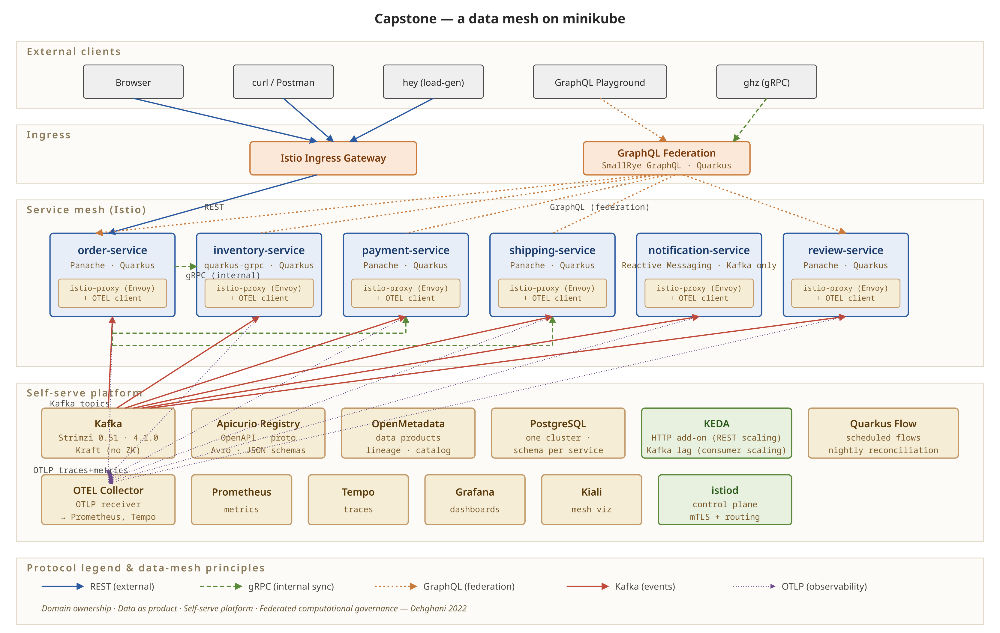 Capstone — a data mesh on minikube
External clients
Browser
curl / Postman
hey (load-gen)
GraphQL Playground
ghz (gRPC)
Ingress
Istio Ingress Gateway
GraphQL Federation
SmallRye GraphQL · Quarkus
Service mesh (Istio)
REST
GraphQL (federation)
order-service
Panache · Quarkus
istio-proxy (Envoy)
+ OTEL client
gRPC (internal)
inventory-service
quarkus-grpc · Quarkus
istio-proxy (Envoy)
+ OTEL client
payment-service
Panache · Quarkus
istio-proxy (Envoy)
+ OTEL client
shipping-service
Panache · Quarkus
istio-proxy (Envoy)
+ OTEL client
notification-service
Reactive Messaging · Kafka only
istio-proxy (Envoy)
+ OTEL client
review-service
Panache · Quarkus
istio-proxy (Envoy)
+ OTEL client
Self-serve platform
Kafka topics
Kafka
Strimzi 0.51 · 4.1.0
Kraft (no ZK)
Apicurio Registry
OpenAPI · proto
Avro · JSON schemas
OpenMetadata
data products
lineage · catalog
PostgreSQL
one cluster ·
schema per service
KEDA
HTTP add-on (REST scaling)
Kafka lag (consumer scaling)
Quarkus Flow
scheduled flows
nightly reconciliation
OTLP traces+metrics
OTEL Collector
OTLP receiver
→ Prometheus, Tempo
Prometheus
metrics
Tempo
traces
Grafana
dashboards
Kiali
mesh viz
istiod
control plane
mTLS + routing
Protocol legend & data-mesh principles
REST (external)
gRPC (internal sync)
GraphQL (federation)
Kafka (events)
OTLP (observability)
Domain ownership · Data as product · Self-serve platform · Federated computational governance — Dehghani 2022